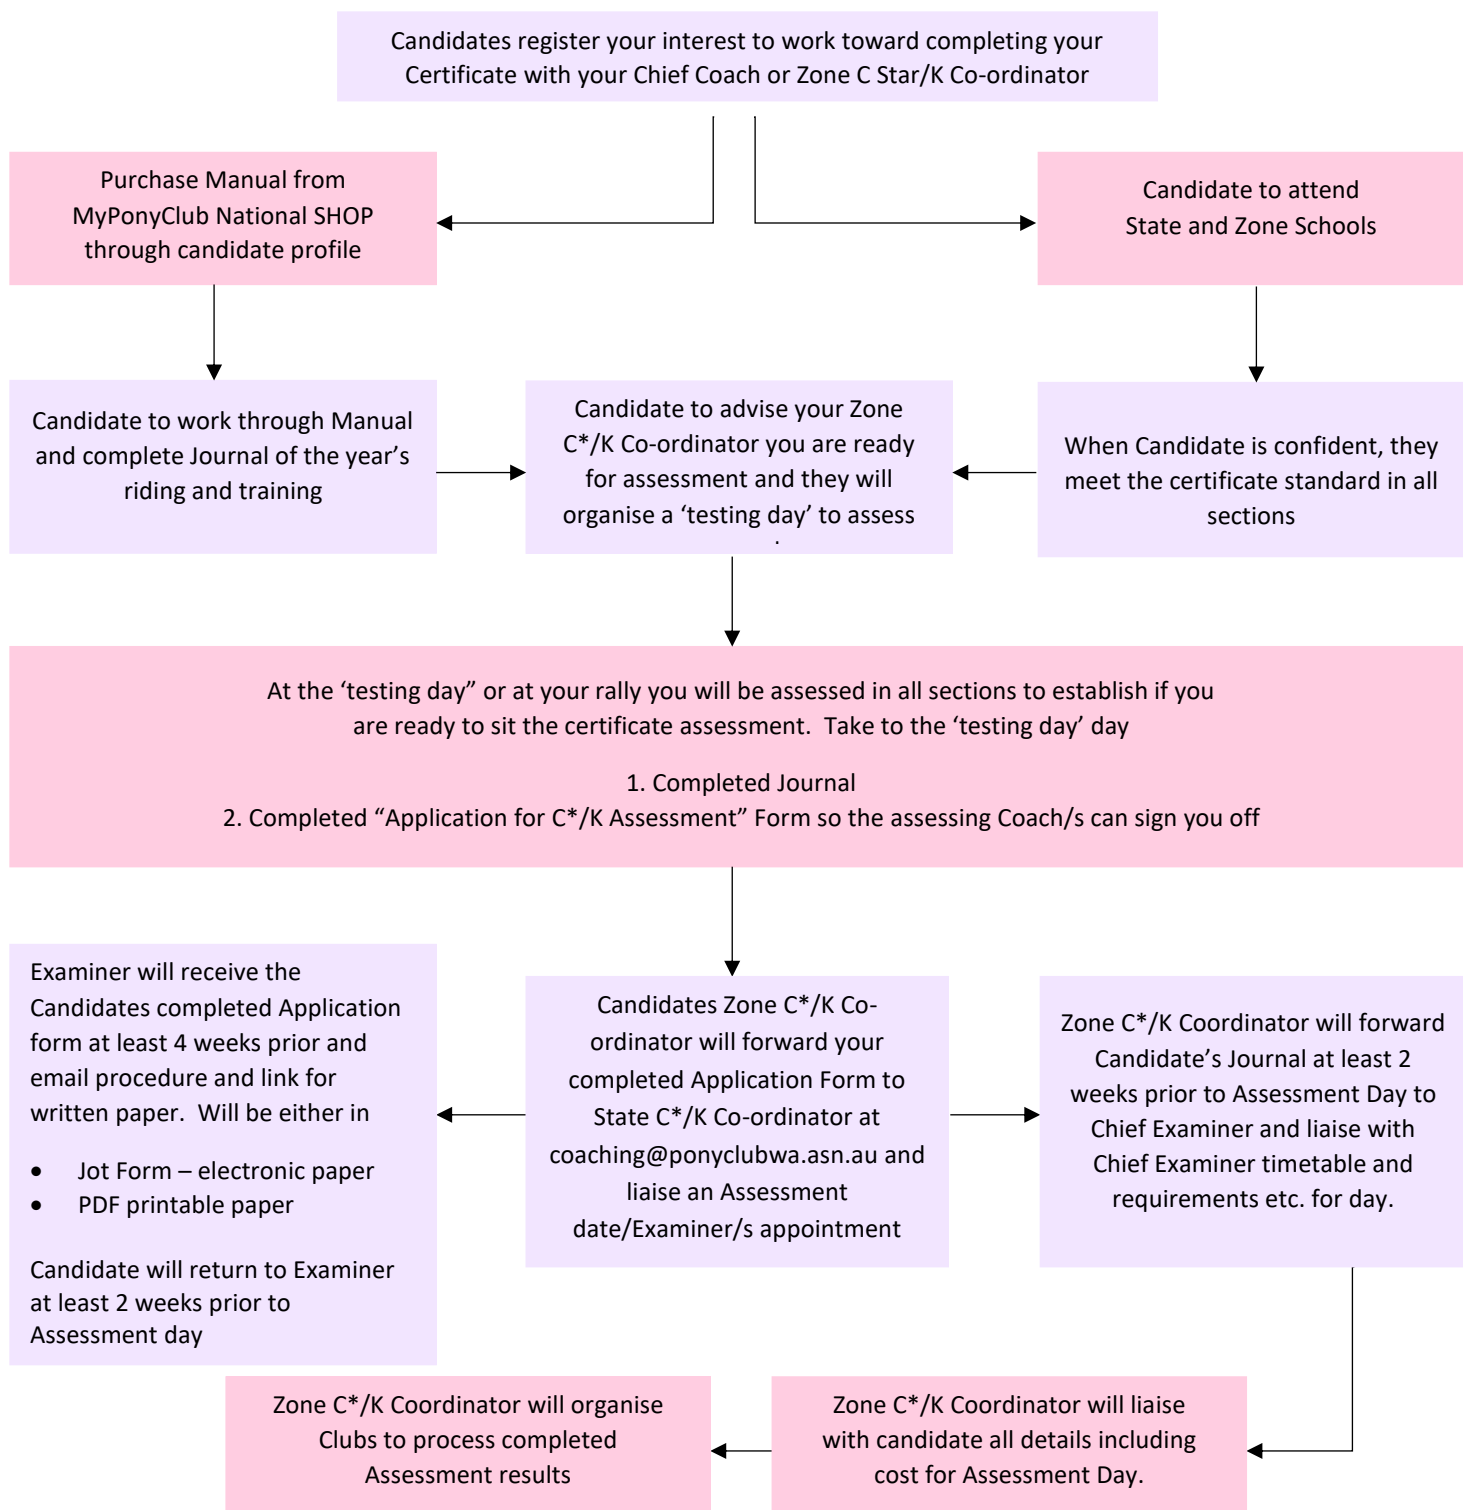 Candidates register your interest to work toward completing your
Certificate with your Chief Coach or Zone C Star/K Co-ordinator
Purchase Manual from
MyPonyClub National SHOP
through candidate profile
Candidate to attend
State and Zone Schools
Candidate to work through Manual
and complete Journal of the year’s
riding and training
Candidate to advise your Zone
C*/K Co-ordinator you are ready
for assessment and they will
organise a ‘testing day’ to assess
When Candidate is confident, they
meet the certificate standard in all
sections
At the ‘testing day” or at your rally you will be assessed in all sections to establish if you
are ready to sit the certificate assessment.  Take to the ‘testing day’ day
1. Completed Journal
2. Completed “Application for C*/K Assessment” Form so the assessing Coach/s can sign you off
Examiner will receive the
Candidates completed Application
form at least 4 weeks prior and
email procedure and link for
written paper.  Will be either in
• Jot Form – electronic paper
• PDF printable paper
Candidate will return to Examiner
at least 2 weeks prior to
Assessment day
Candidates Zone C*/K Co-
ordinator will forward your
completed Application Form to
State C*/K Co-ordinator at
coaching@ponyclubwa.asn.au and
liaise an Assessment
date/Examiner/s appointment
Zone C*/K Coordinator will forward
Candidate’s Journal at least 2
weeks prior to Assessment Day to
Chief Examiner and liaise with
Chief Examiner timetable and
requirements etc. for day.
Zone C*/K Coordinator will organise
Clubs to process completed
Assessment results
Zone C*/K Coordinator will liaise
with candidate all details including
cost for Assessment Day.